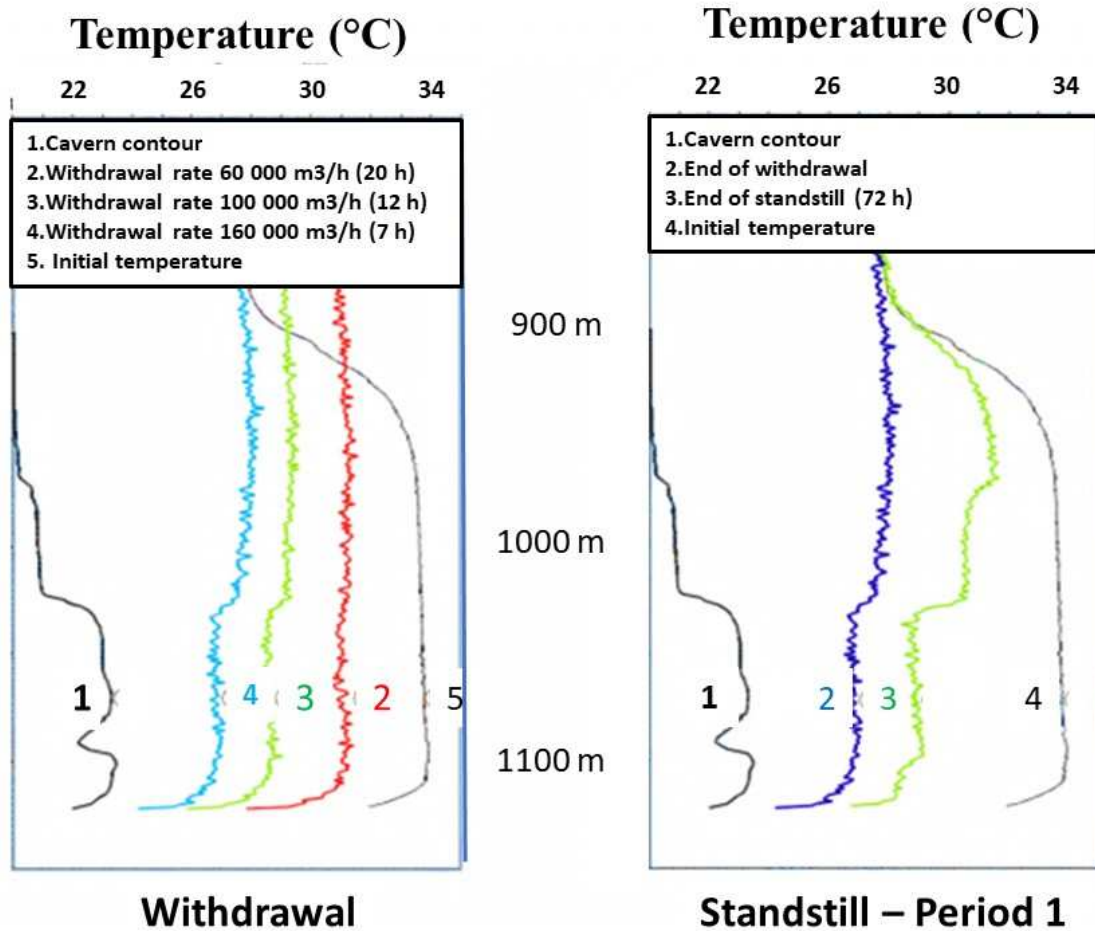 Temperature (°C)
22 26 30 34
1.Cavern contour
2.Withdrawal rate 60 000 m3/h (20 h)
3.Withdrawal rate 100 000 m3/h (12 h)
4.Withdrawal rate 160 000 m3/h (7 h)
5. Initial temperature
1 4 3 2 5
Withdrawal
900 m
1000 m
1100 m
Temperature (°C)
22 26 30 34
1.Cavern contour
2.End of withdrawal
3.End of standstill (72 h)
4.Initial temperature
1 2 3 4
Standstill – Period 1